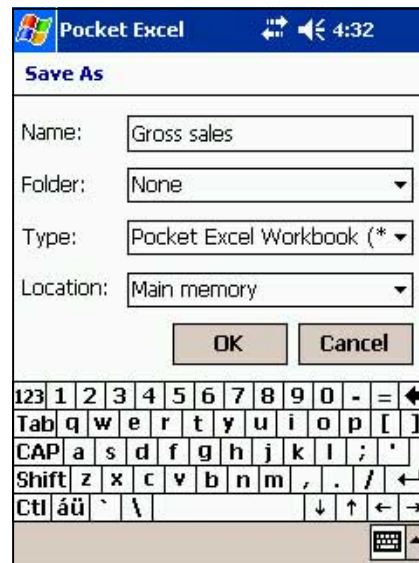 Pocket Excel 4:32
Save As
Name: Gross sales
Folder: None
Type: Pocket Excel Workbook (*
Location: Main memory
OK Cancel
123 1 2 3 4 5 6 7 8 9 0 - =
Tab q w e r t y u i o p [ ]
CAP a s d f g h j k l ; '
Shift z x c v b n m , . /
Ctl áü ` \